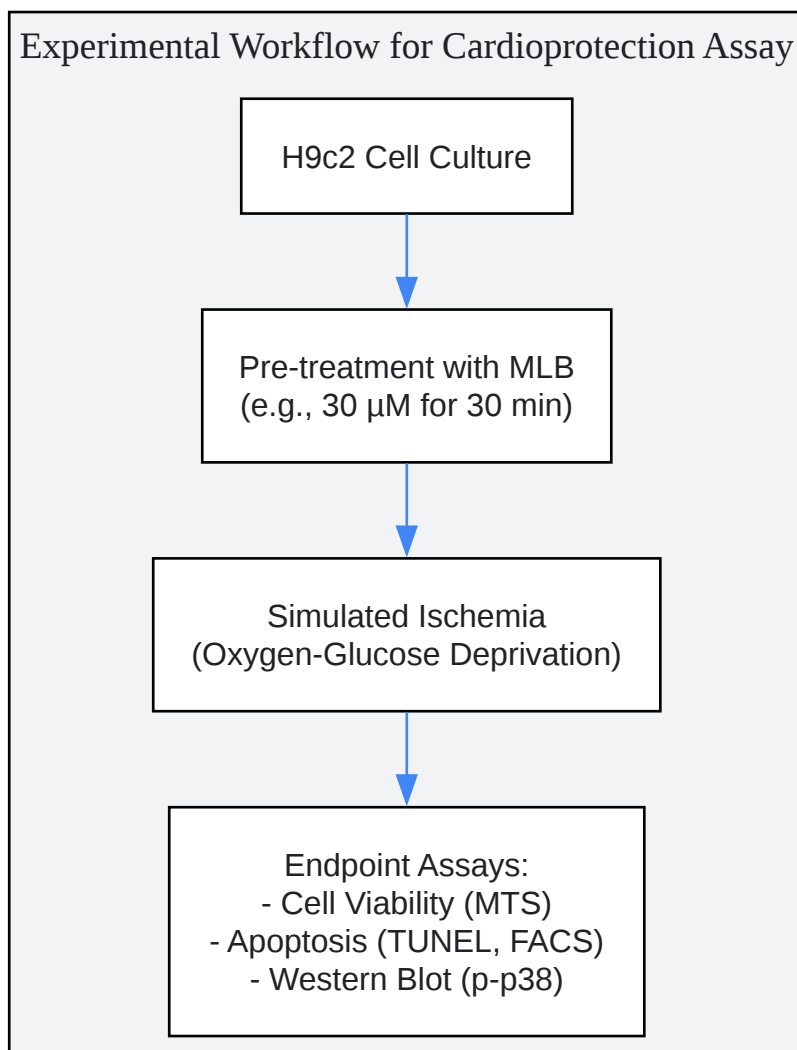 Experimental Workflow for Cardioprotection Assay
H9c2 Cell Culture
Pre-treatment with MLB
(e.g., 30 µM for 30 min)
Simulated Ischemia
(Oxygen-Glucose Deprivation)
Endpoint Assays:
- Cell Viability (MTS)
- Apoptosis (TUNEL, FACS)
- Western Blot (p-p38)